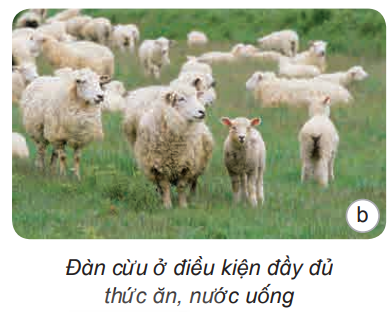 b
Đàn cừu ở điều kiện đầy đủ
thức ăn, nước uống